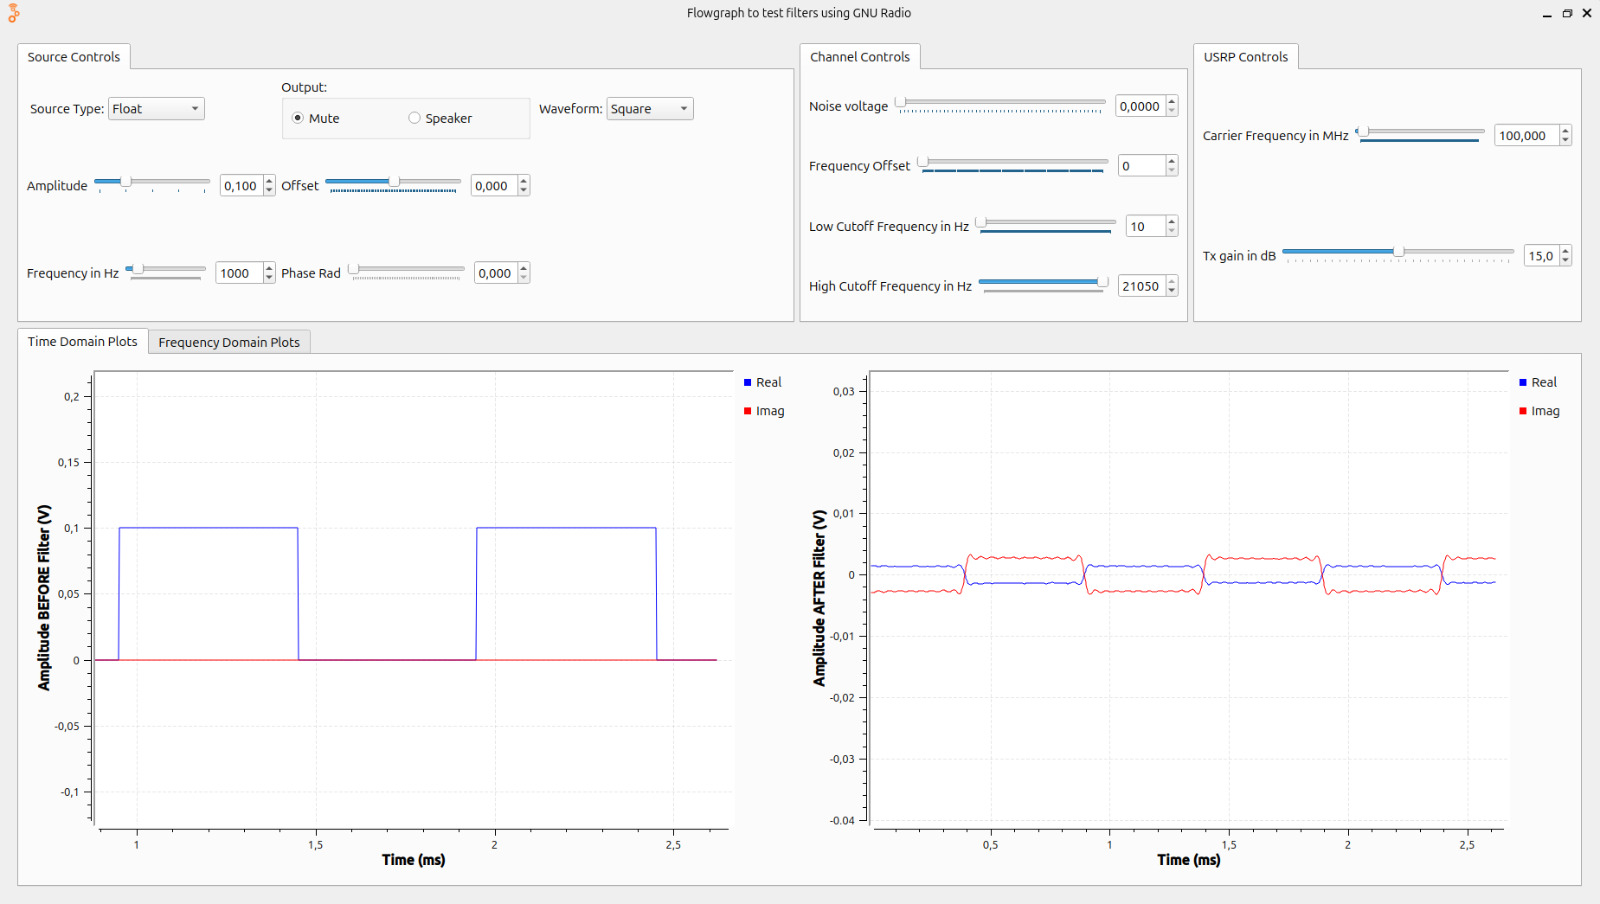 Flowgraph to test filters using GNU Radio
Source Controls
Source Type: Float
Output:
Mute
Speaker
Waveform: Square
Amplitude 0,100
Offset 0,000
Frequency in Hz 1000
Phase Rad 0,000
Channel Controls
Noise voltage 0,0000
Frequency Offset 0
Low Cutoff Frequency in Hz 10
High Cutoff Frequency in Hz 21050
USRP Controls
Carrier Frequency in MHz 100,000
Tx gain in dB 15,0
Time Domain Plots
Frequency Domain Plots
Amplitude BEFORE Filter (V)
0,2
0,15
0,1
0,05
0
-0,05
-0,1
1 1,5 2 2,5
Time (ms)
Real
Imag
Amplitude AFTER Filter (V)
0,03
0,02
0,01
0
-0,01
-0,02
-0,03
-0.04
0,5 1 1,5 2 2,5
Time (ms)
Real
Imag